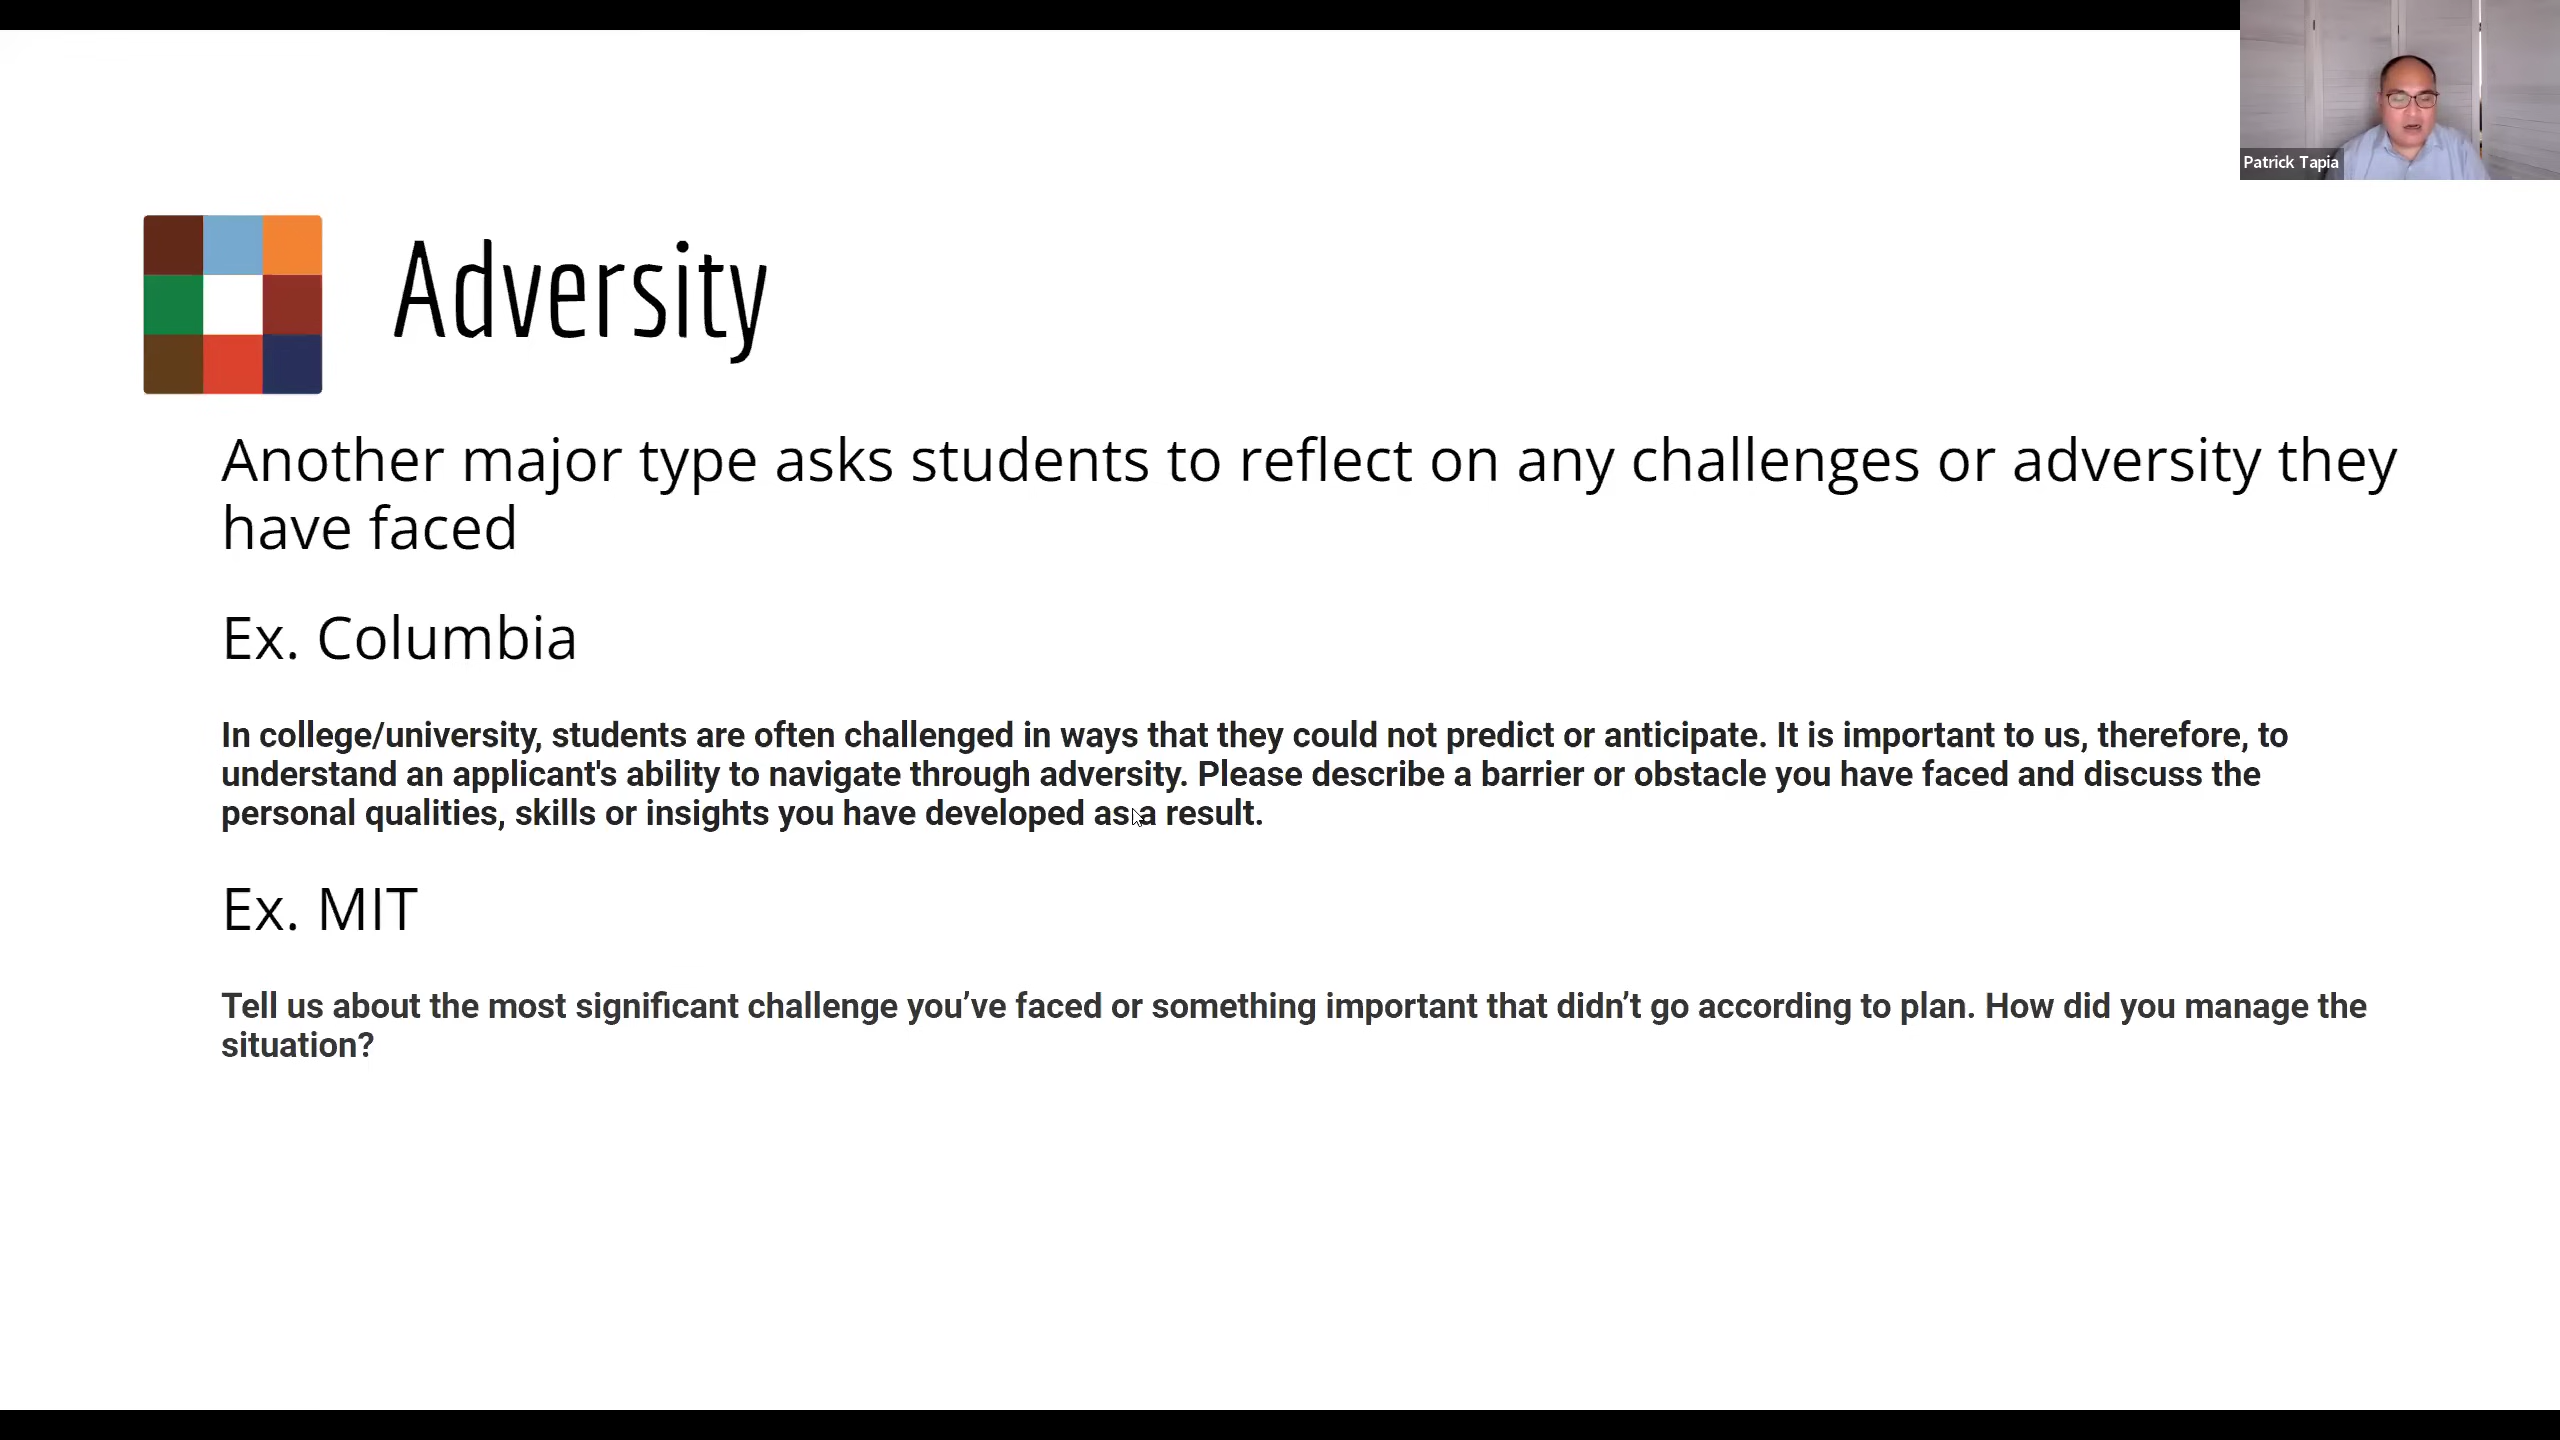 Patrick Tapia
Adversity
Another major type asks students to reflect on any challenges or adversity they
have faced
Ex. Columbia
In college/university, students are often challenged in ways that they could not predict or anticipate. It is important to us, therefore, to
understand an applicant's ability to navigate through adversity. Please describe a barrier or obstacle you have faced and discuss the
personal qualities, skills or insights you have developed as a result.
Ex. MIT
Tell us about the most significant challenge you’ve faced or something important that didn’t go according to plan. How did you manage the
situation?